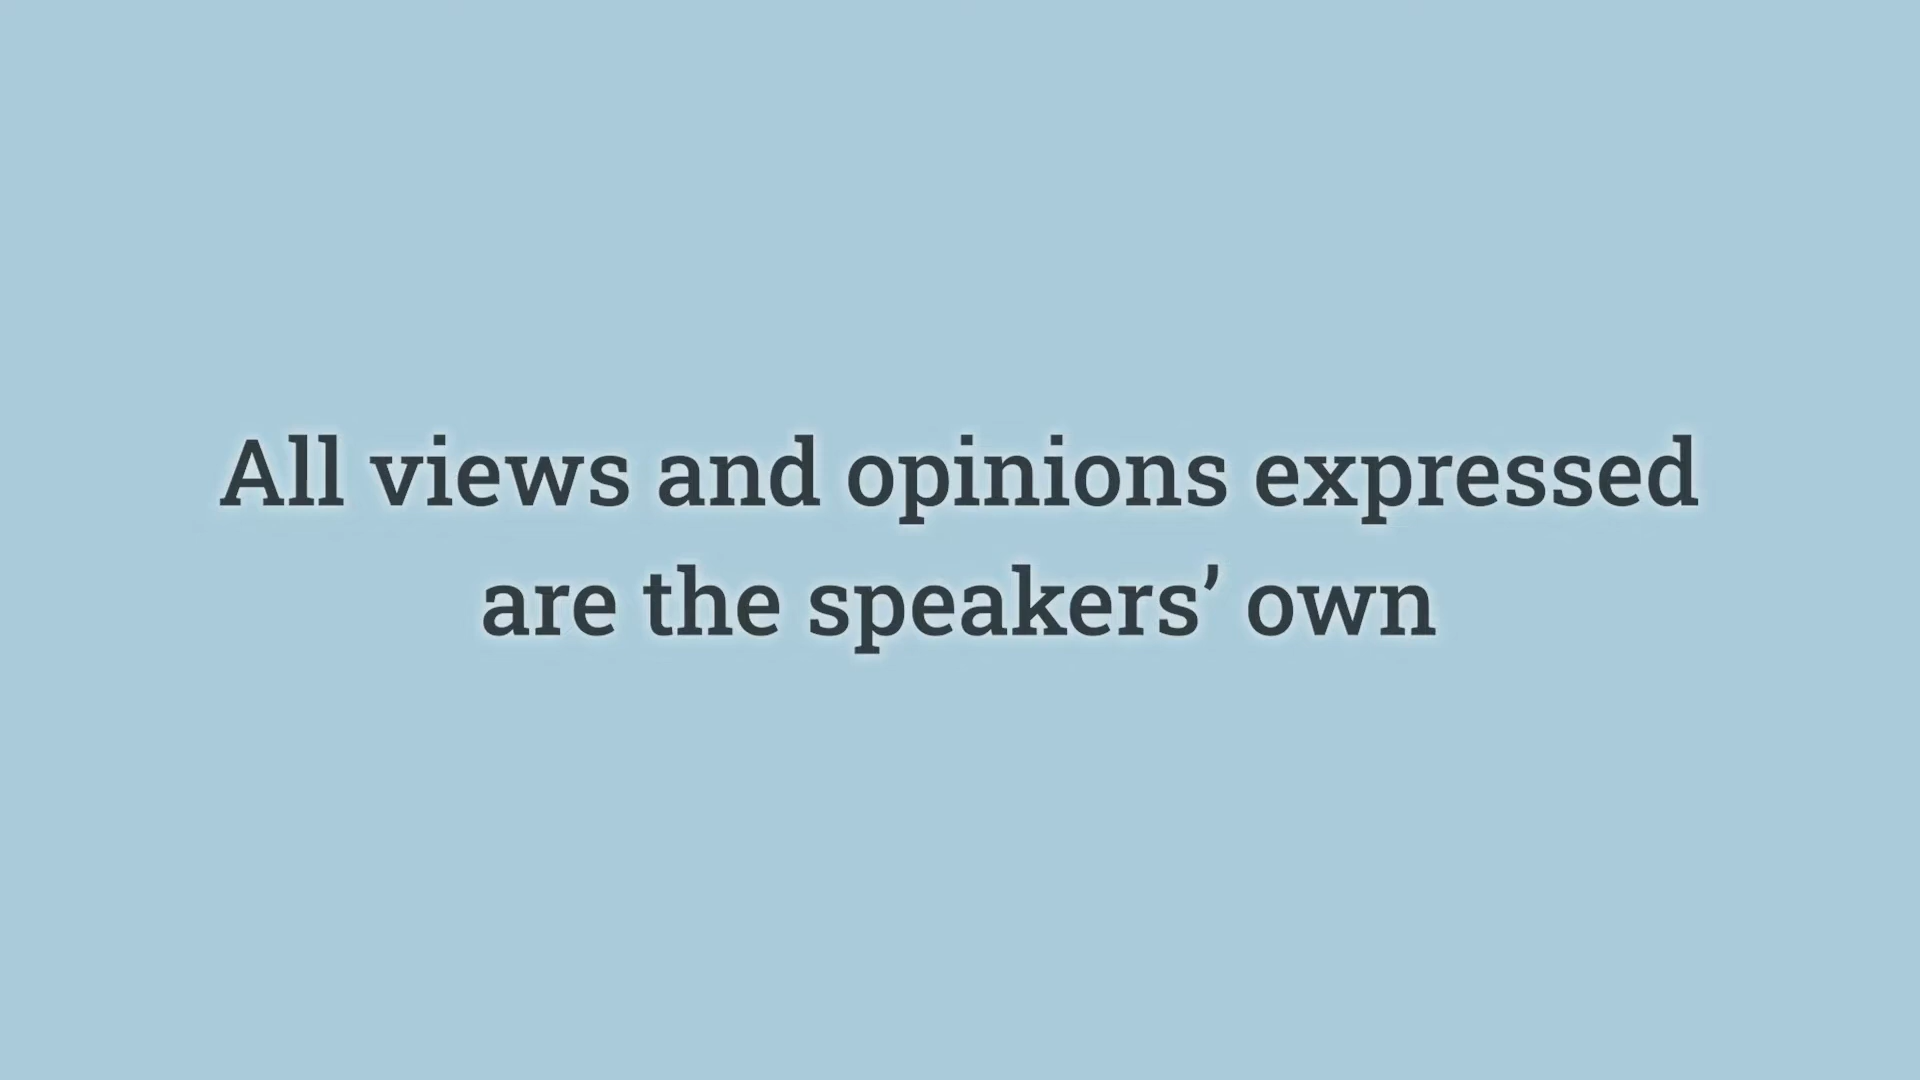 All views and opinions expressed
are the speakers’ own